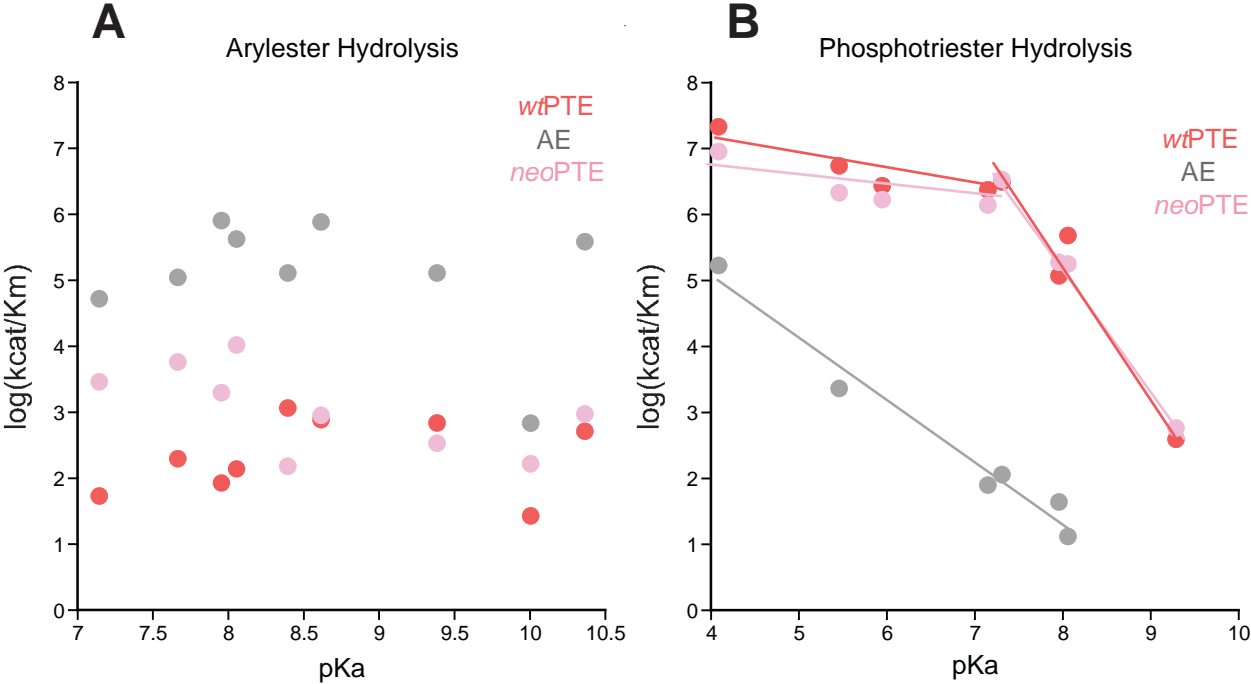 A
Arylester Hydrolysis
8
7
6
5
4
3
2
1
0
log(kcat/Km)
7
7.5
8
8.5
9
9.5
10
10.5
pKa
wtPTE
AE
neoPTE
B
Phosphotriester Hydrolysis
8
7
6
5
4
3
2
1
0
log(kcat/Km)
4
5
6
7
8
9
10
pKa
wtPTE
AE
neoPTE